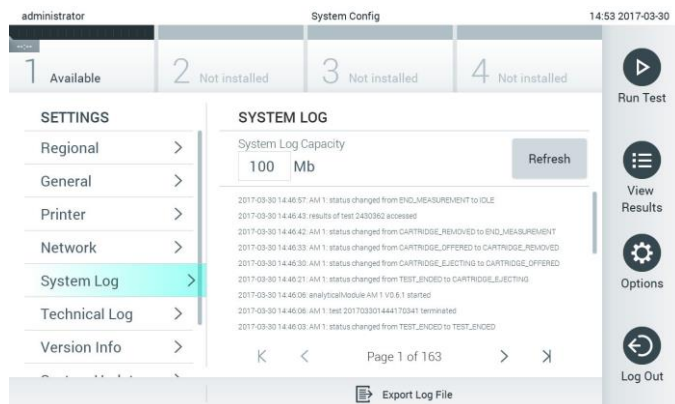 administrator System Config 14:53 2017-03-30
--:--
1 Available 2 Not installed 3 Not installed 4 Not installed
Run Test
SETTINGS
Regional
General
Printer
Network
System Log
Technical Log
Version Info
SYSTEM LOG
System Log Capacity
100 Mb
Refresh
2017-03-30 14:46:57: AM 1: status changed from END_MEASUREMENT to IDLE
2017-03-30 14:46:43: results of test 2430362 accessed
2017-03-30 14:46:42: AM 1: status changed from CARTRIDGE_REMOVED to END_MEASUREMENT
2017-03-30 14:46:33: AM 1: status changed from CARTRIDGE_OFFERED to CARTRIDGE_REMOVED
2017-03-30 14:46:30: AM 1: status changed from CARTRIDGE_EJECTING to CARTRIDGE_OFFERED
2017-03-30 14:46:21: AM 1: status changed from TEST_ENDED to CARTRIDGE_EJECTING
2017-03-30 14:46:06: analyticalModule AM 1 V0.6.1 started
2017-03-30 14:46:06: AM 1: test 201703301444170341 terminated
2017-03-30 14:46:03: AM 1: status changed from TEST_ENDED to TEST_ENDED
Page 1 of 163
Export Log File
View
Results
Options
Log Out